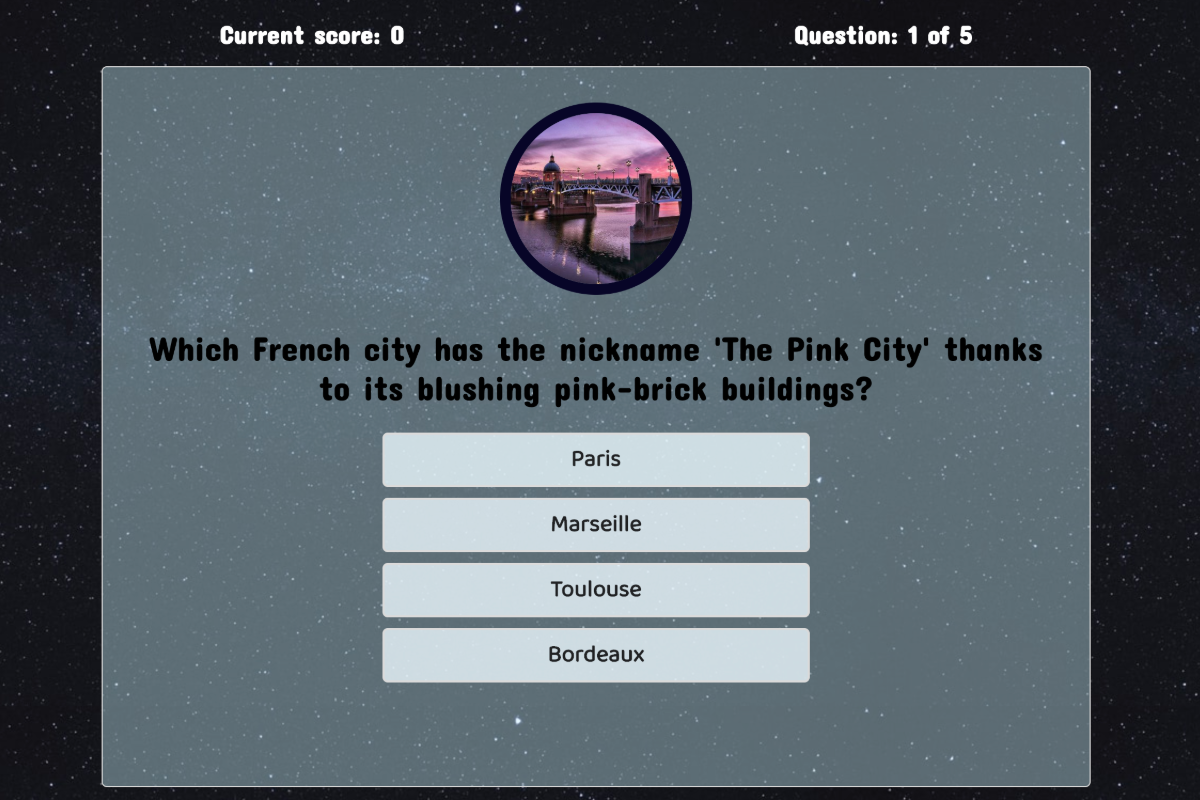 Current score: 0
Question: 1 of 5
Which French city has the nickname 'The Pink City' thanks
to its blushing pink-brick buildings?
Paris
Marseille
Toulouse
Bordeaux